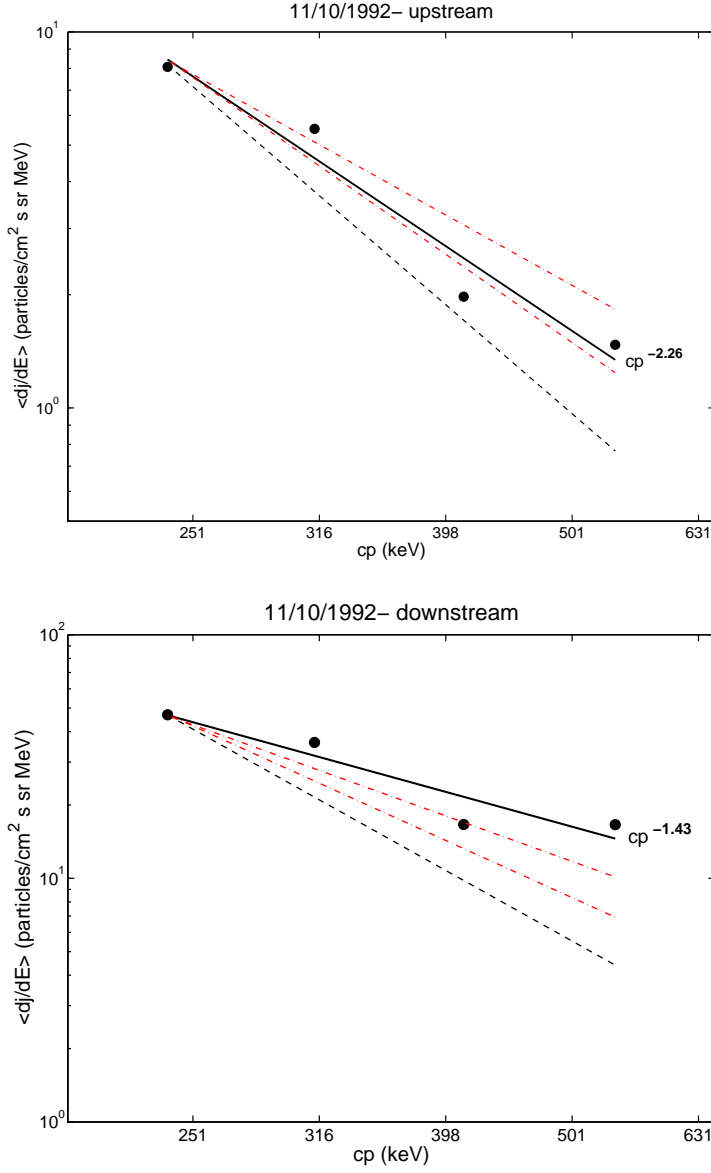 11/10/1992− upstream
10^1
10^0
<dj/dE> (particles/cm^2 s sr MeV)
cp ^−2.26
251 316 398 501 631
cp (keV)
11/10/1992− downstream
10^2
10^1
10^0
<dj/dE> (particles/cm^2 s sr MeV)
cp ^−1.43
251 316 398 501 631
cp (keV)